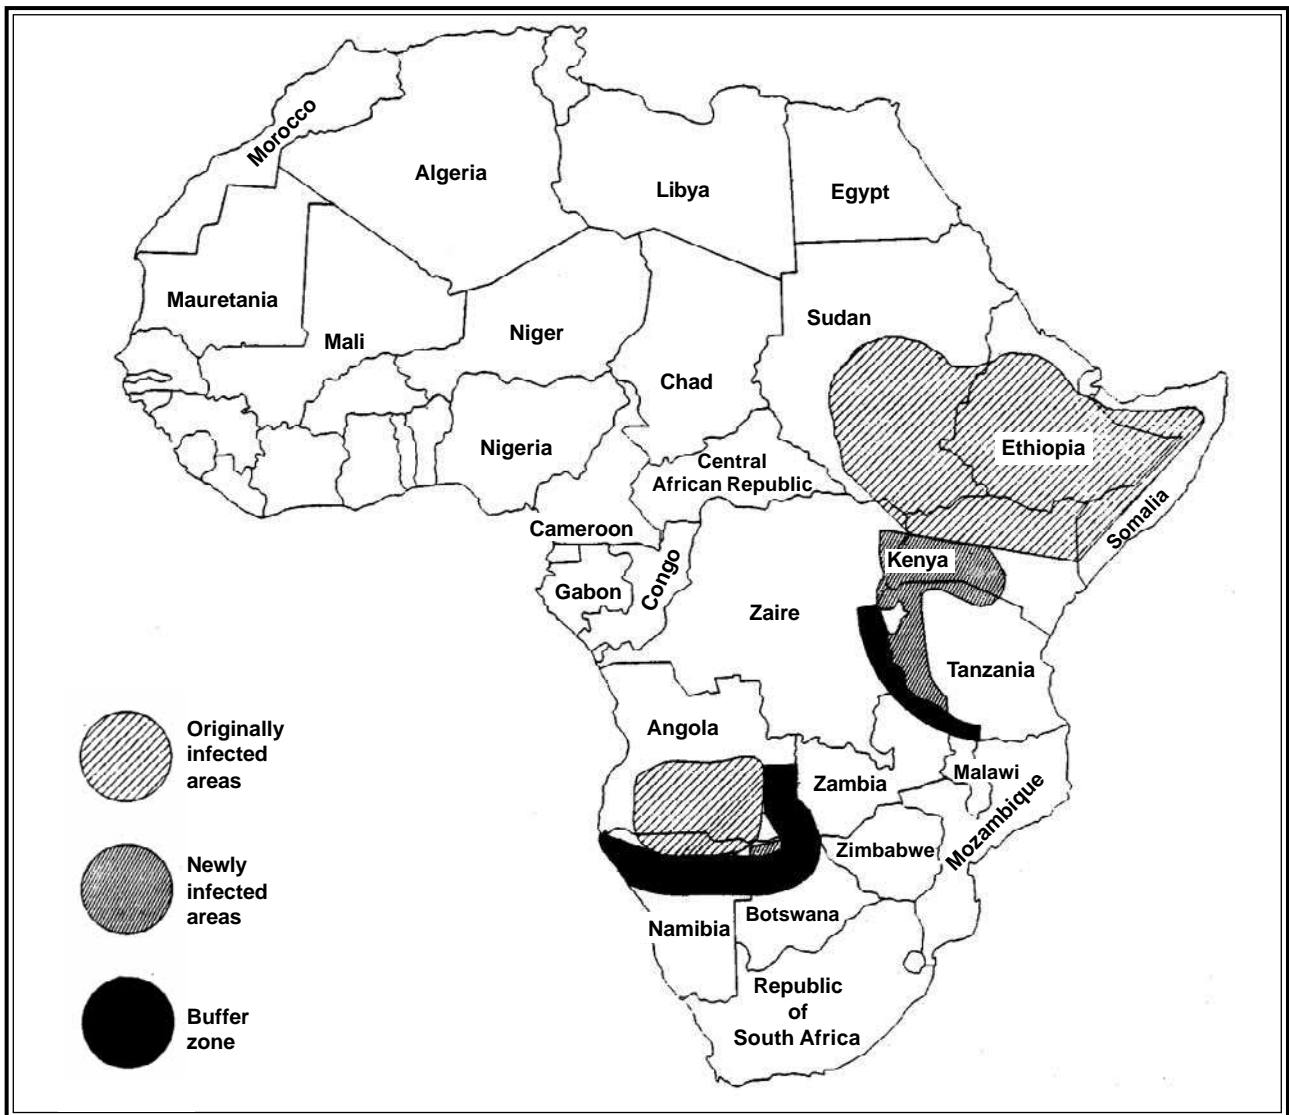 Morocco
Algeria
Libya
Egypt
Mauretania
Mali
Niger
Chad
Sudan
Nigeria
Central
African Republic
Ethiopia
Somalia
Cameroon
Gabon
Congo
Zaire
Kenya
Tanzania
Angola
Zambia
Malawi
Mozambique
Zimbabwe
Namibia
Botswana
Republic
of
South Africa
Originally
infected
areas
Newly
infected
areas
Buffer
zone